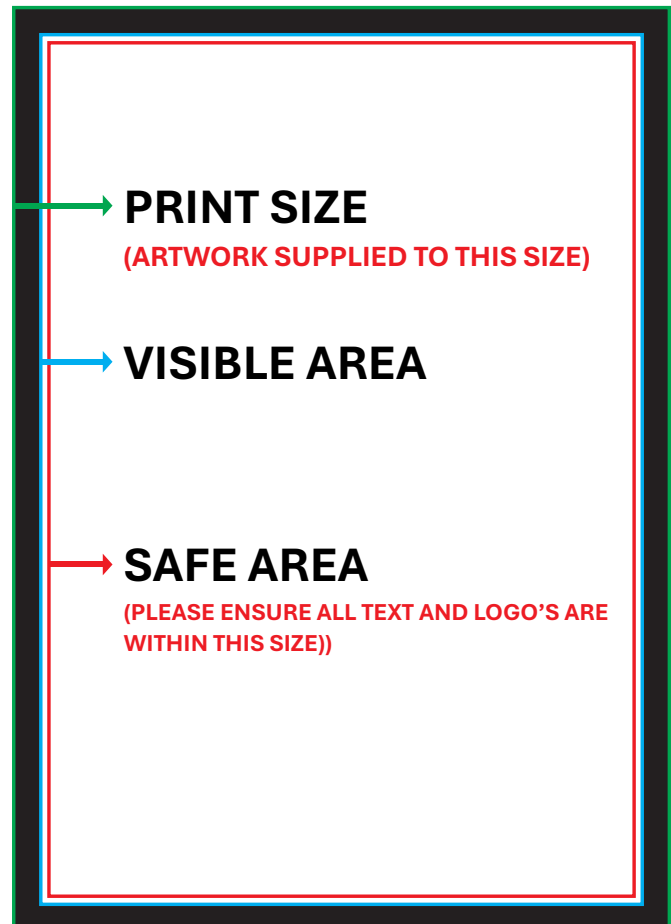 PRINT SIZE
(ARTWORK SUPPLIED TO THIS SIZE)
VISIBLE AREA
SAFE AREA
(PLEASE ENSURE ALL TEXT AND LOGO’S ARE
WITHIN THIS SIZE))